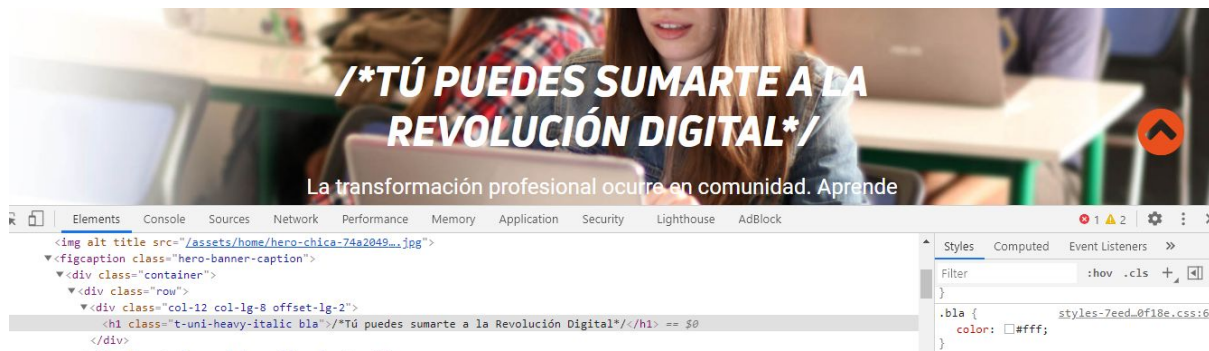 /*TÚ PUEDES SUMARTE A LA
REVOLUCIÓN DIGITAL*/
La transformación profesional ocurre en comunidad. Aprende
Elements Console Sources Network Performance Memory Application Security Lighthouse AdBlock 1 2
<img alt title src="/assets/home/hero-chica-74a2049….jpg">
▼<figcaption class="hero-banner-caption">
▼<div class="container">
▼<div class="row">
▼<div class="col-12 col-lg-8 offset-lg-2">
<h1 class="t-uni-heavy-italic bla">/*Tú puedes sumarte a la Revolución Digital*/</h1> == $0
</div>
Styles Computed Event Listeners »
Filter :hov .cls +
}
.bla { styles-7eed…0f18e.css:6
color: #fff;
}